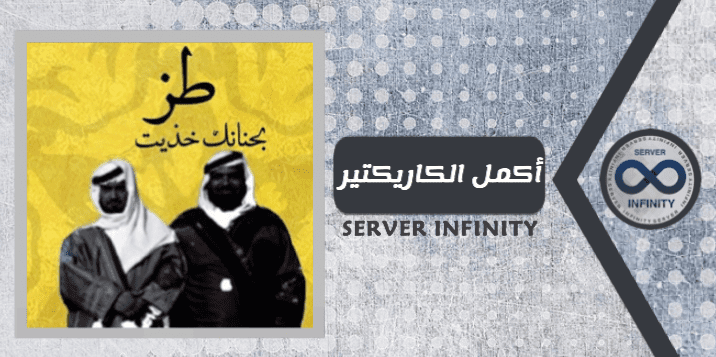 طز
بحنانك خذيت
أكمل الكاريكتير
SERVER INFINITY
SERVER
INFINITY